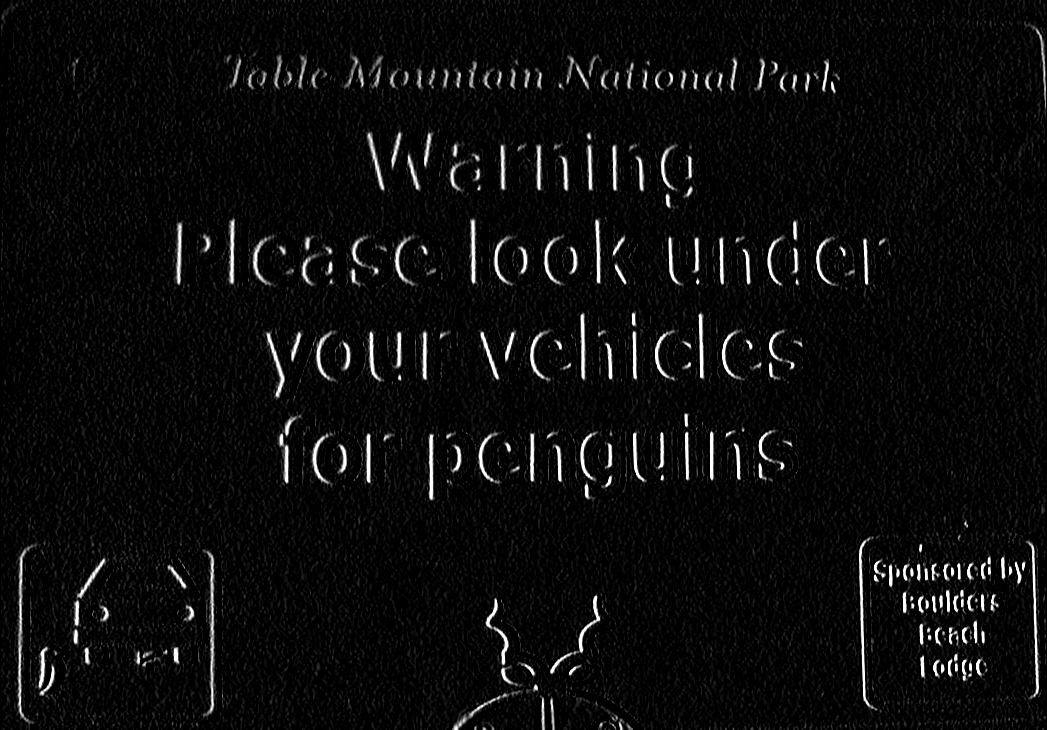 Table Mountain National Park
Warning
Please look under
your vehicles
for penguins
Sponsored by
Boulders
Beach
Lodge